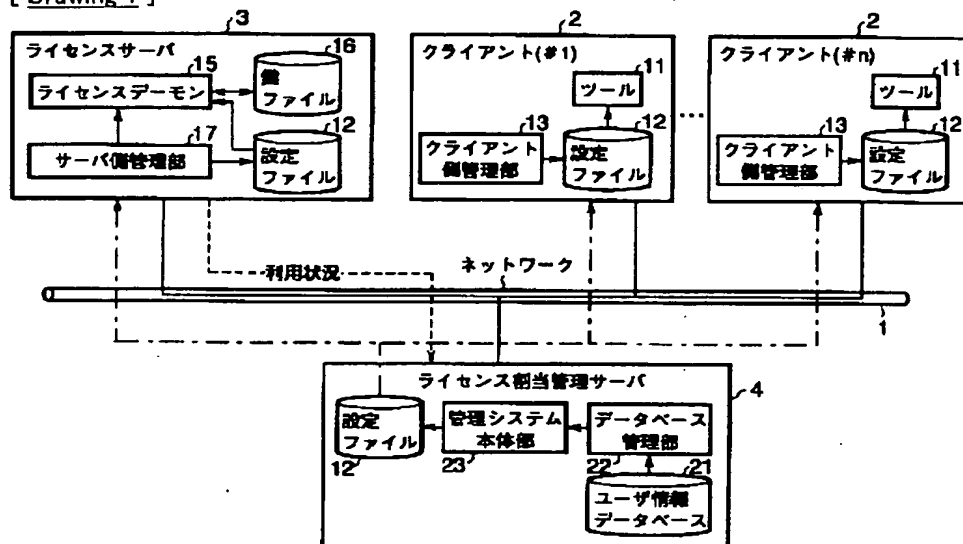 [ Drawing 1 ]
3
ライセンスサーバ
15
ライセンスデーモン
16
鍵
ファイル
17
サーバ側管理部
12
設定
ファイル
2
クライアント(#1)
11
ツール
13
クライアント
側管理部
12
設定
ファイル
2
クライアント(#n)
11
ツール
13
クライアント
側管理部
12
設定
ファイル
利用状況
ネットワーク
1
ライセンス割当管理サーバ
4
設定
ファイル
12
管理システム
本体部
23
データベース
管理部
22
21
ユーザ情報
データベース